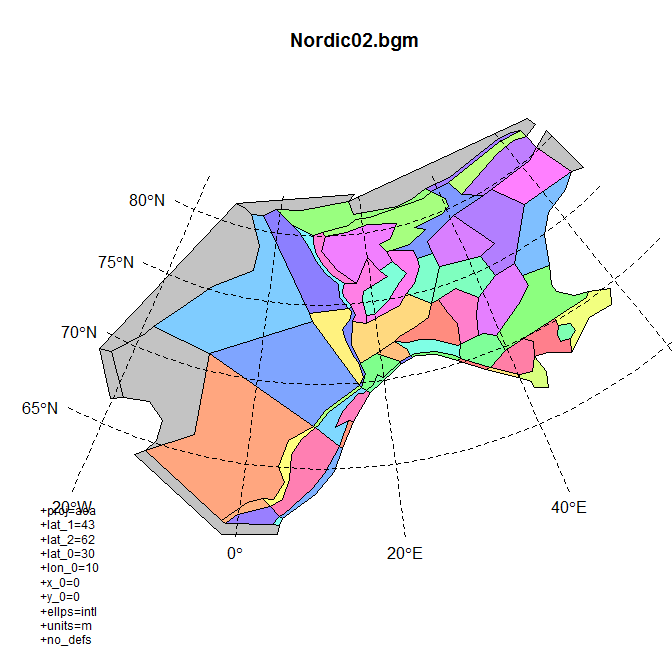 Nordic02.bgm
80°N
75°N
70°N
65°N
20°W
0°
20°E
40°E
+proj=aea
+lat_1=43
+lat_2=62
+lat_0=30
+lon_0=10
+x_0=0
+y_0=0
+ellps=intl
+units=m
+no_defs